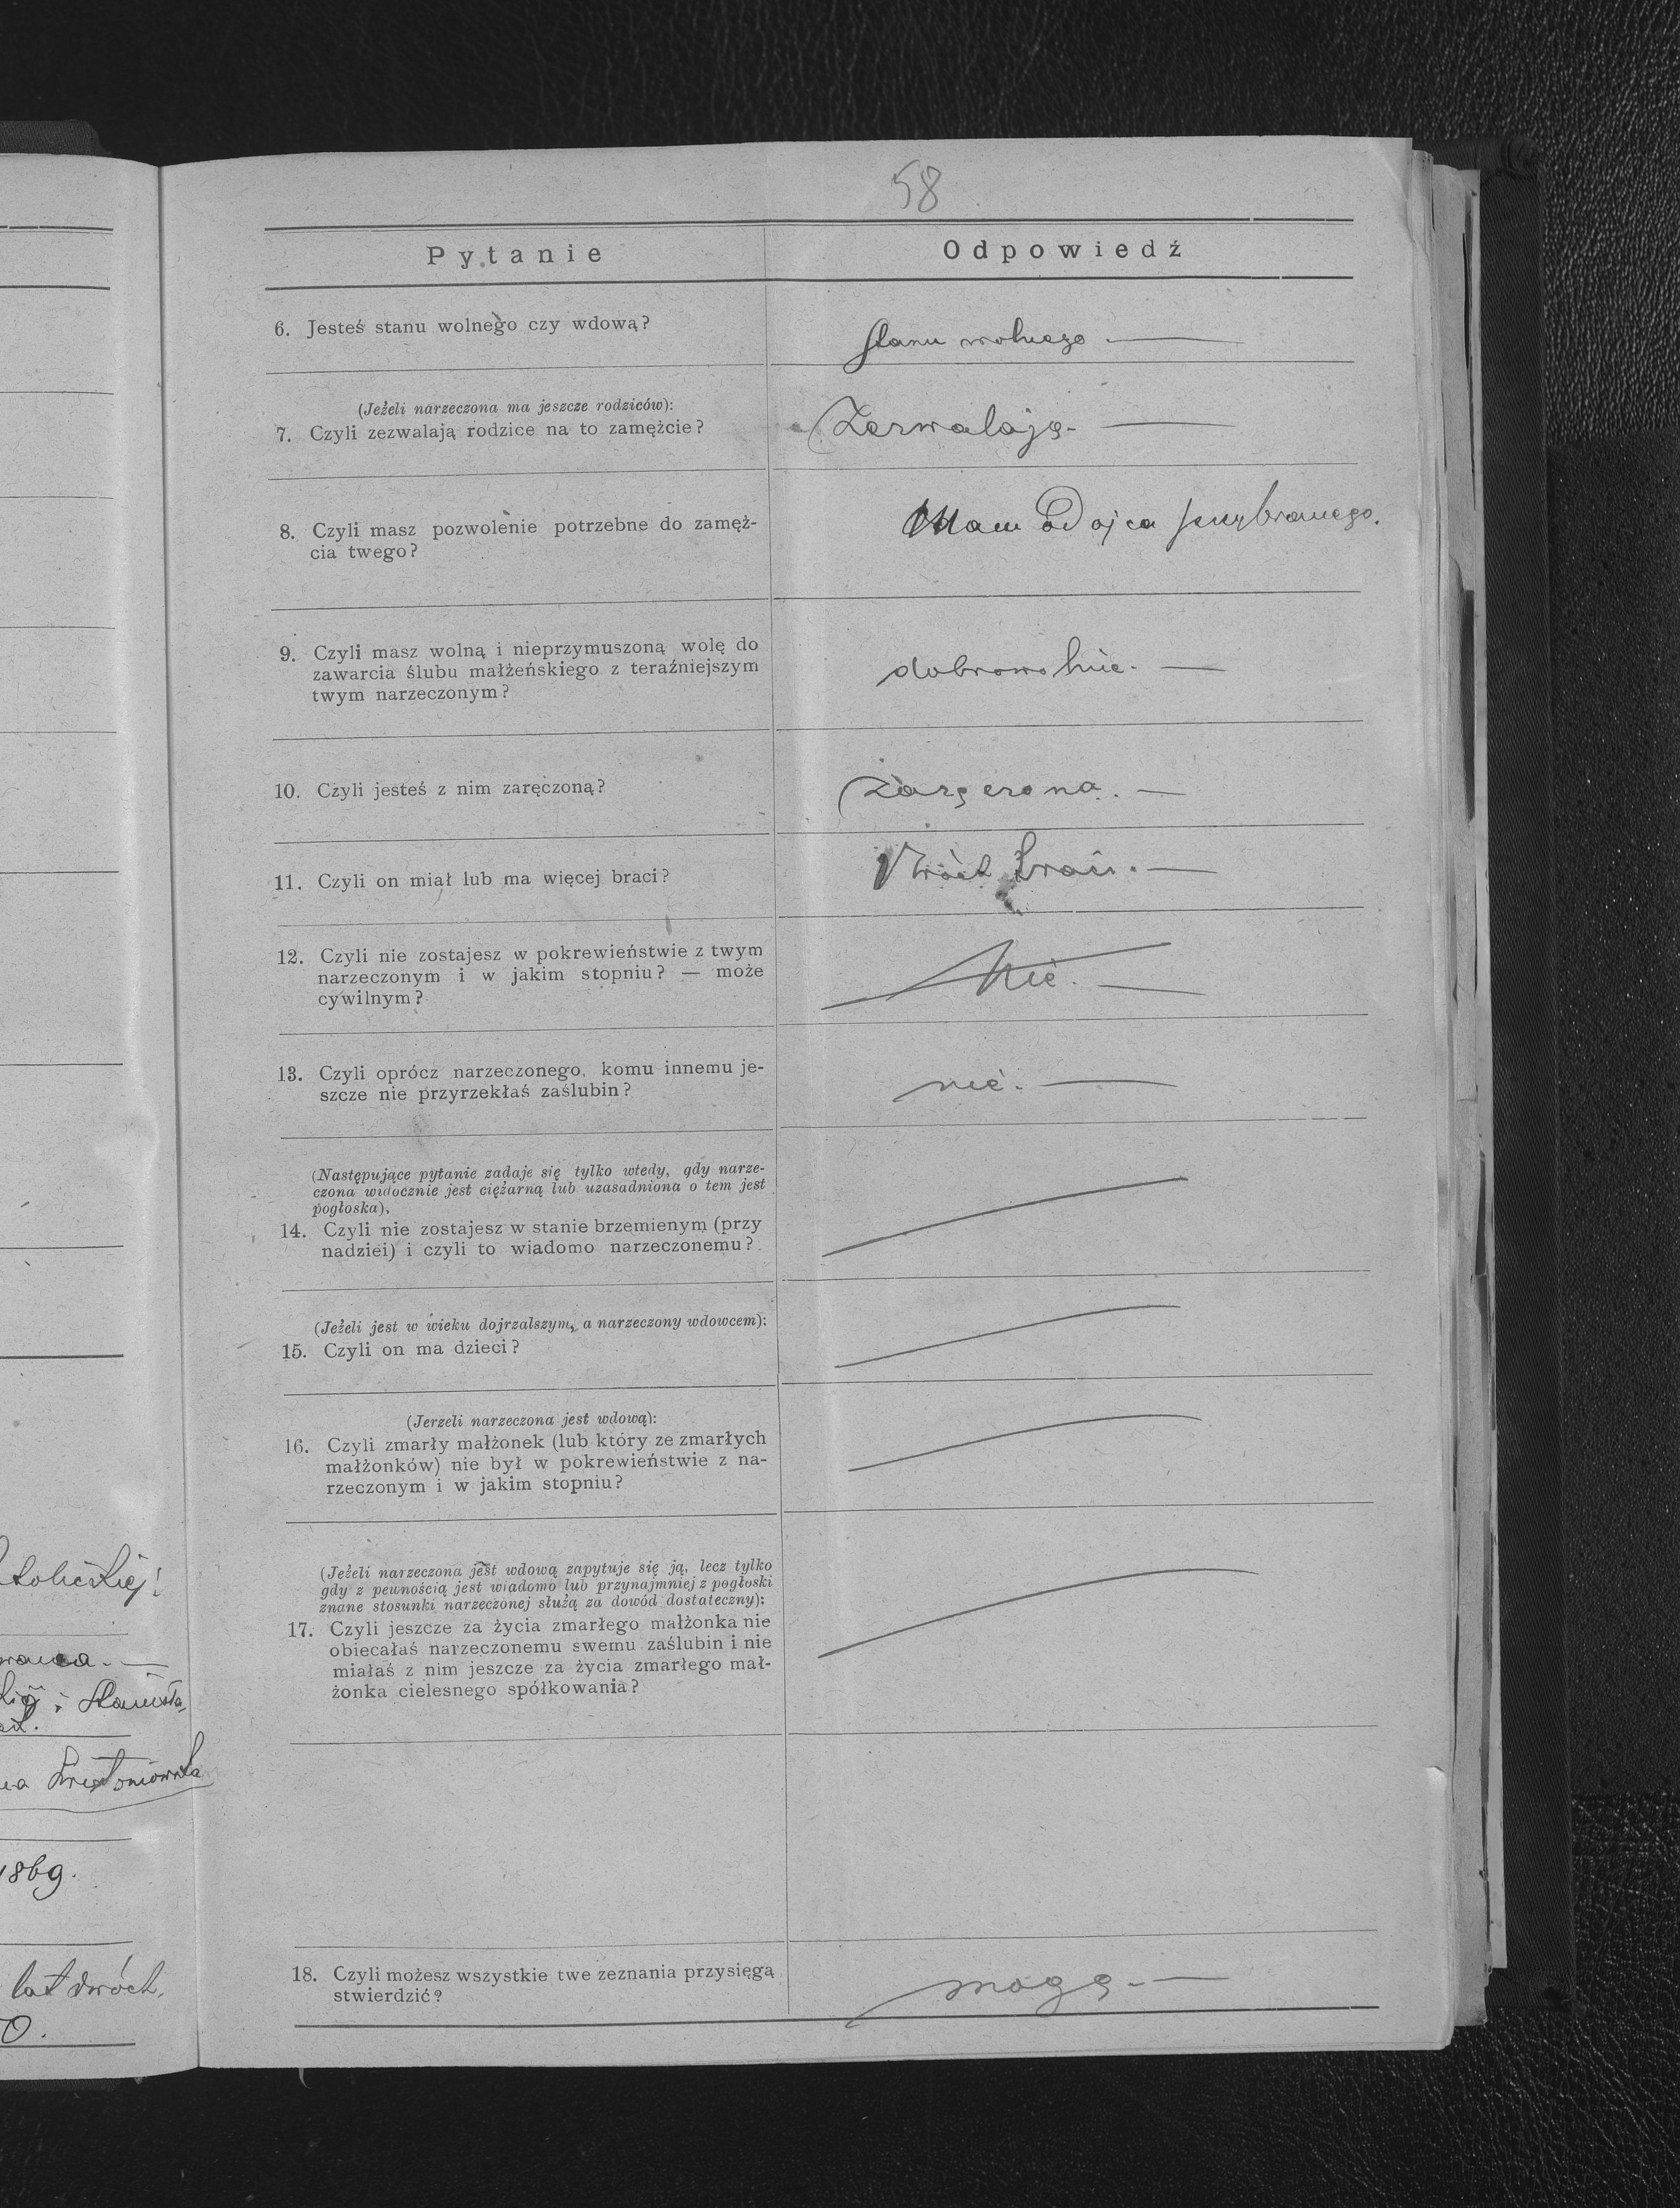 58
Pytanie
Odpowiedź
6. Jesteś stanu wolnego czy wdową?
stanu wolnego. —
(Jeżeli narzeczona ma jeszcze rodziców):
7. Czyli zezwalają rodzice na to zamężcie?
Zezwalają. —
8. Czyli masz pozwolenie potrzebne do zamęż-
cia twego?
Mam od ojca przybranego.
9. Czyli masz wolną i nieprzymuszoną wolę do
zawarcia ślubu małżeńskiego z teraźniejszym
twym narzeczonym?
dobrowolnie. —
10. Czyli jesteś z nim zaręczoną?
Zaręczona. —
11. Czyli on miał lub ma więcej braci?
braci. —
12. Czyli nie zostajesz w pokrewieństwie z twym
narzeczonym i w jakim stopniu? — może
cywilnym?
Nie. —
13. Czyli oprócz narzeczonego, komu innemu je-
szcze nie przyrzekłaś zaślubin?
nie. —
(Następujące pytanie zadaje się tylko wtedy, gdy narze-
czona widocznie jest ciężarną lub uzasadniona o tem jest
pogłoska),
14. Czyli nie zostajesz w stanie brzemienym (przy
nadziei) i czyli to wiadomo narzeczonemu?
(Jeżeli jest w wieku dojrzalszym, a narzeczony wdowcem):
15. Czyli on ma dzieci?
(Jerzeli narzeczona jest wdową):
16. Czyli zmarły małżonek (lub który ze zmarłych
małżonków) nie był w pokrewieństwie z na-
rzeczonym i w jakim stopniu?
(Jeżeli narzeczona jest wdową zapytuje się ją, lecz tylko
gdy z pewnością jest wiadomo lub przynajmniej z pogłoski
znane stosunki narzeczonej służą za dowód dostateczny):
17. Czyli jeszcze za życia zmarłego małżonka nie
obiecałaś narzeczonemu swemu zaślubin i nie
miałaś z nim jeszcze za życia zmarłego mał-
żonka cielesnego spółkowania?
18. Czyli możesz wszystkie twe zeznania przysięgą
stwierdzić?
mogę. —
1869.
lat dwóch.
0.